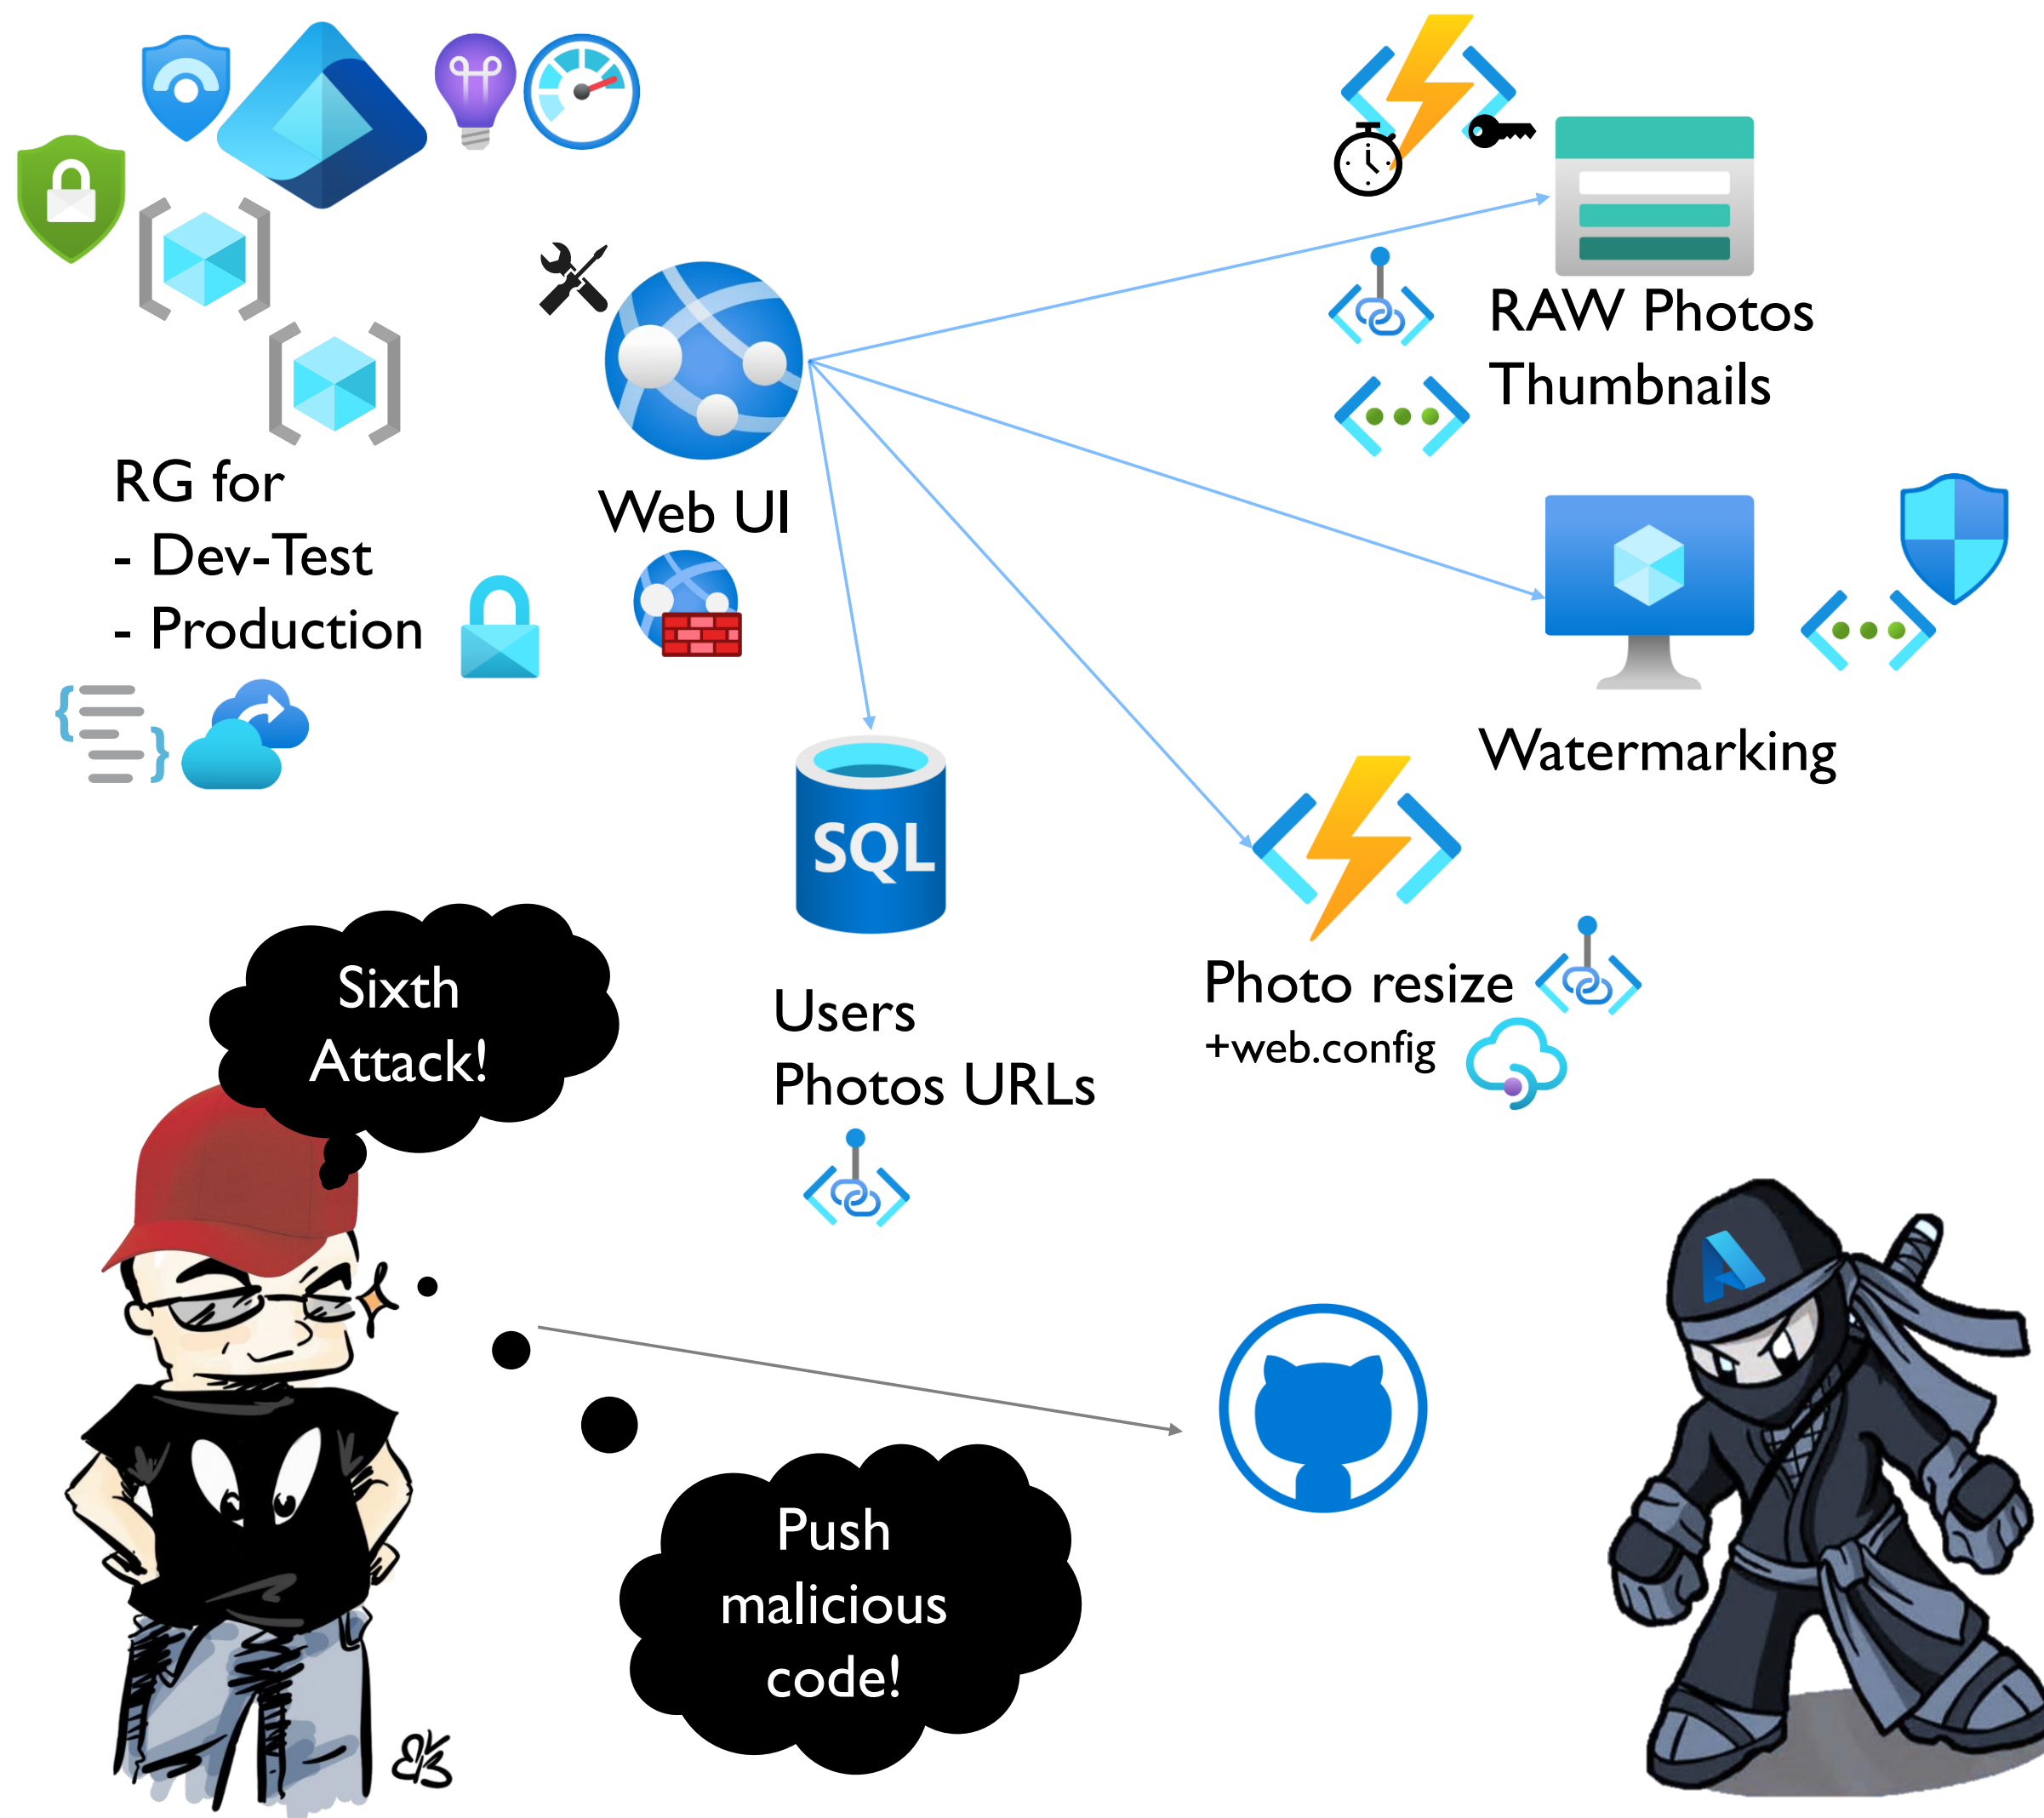 RAW Photos
Thumbnails
RG for
- Dev-Test
- Production
Web UI
Watermarking
SQL
Users
Photos URLs
Photo resize
+web.config
Sixth
Attack!
Push
malicious
code!